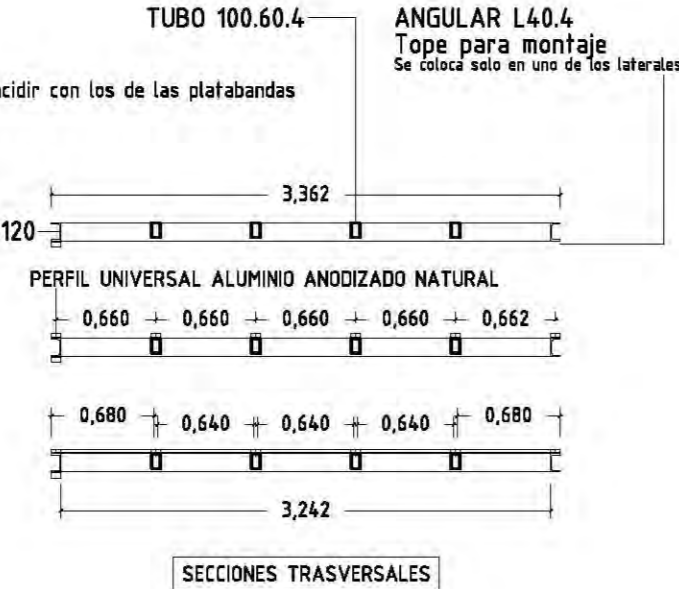 TUBO 100.60.4
ANGULAR L40.4
Tope para montaje
Se coloca solo en uno de los laterales
cidir con los de las platabandas
3,362
120
PERFIL UNIVERSAL ALUMINIO ANODIZADO NATURAL
0,660 0,660 0,660 0,660 0,662
0,680 0,640 0,640 0,640 0,680
3,242
SECCIONES TRASVERSALES